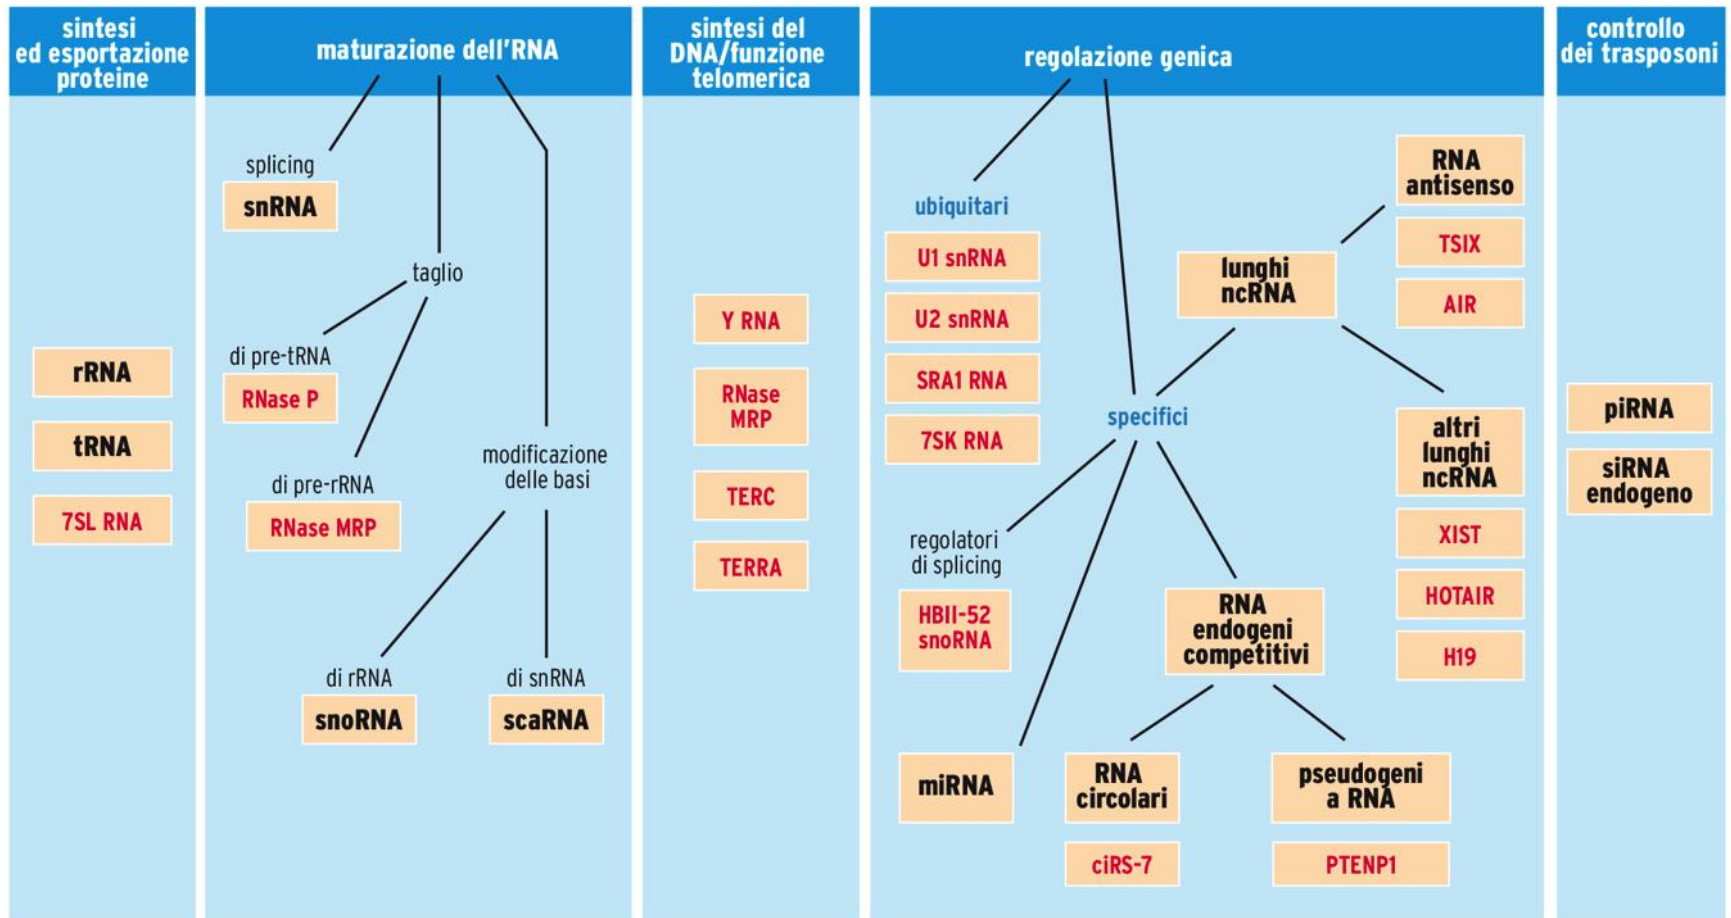 sintesi
ed esportazione
proteine
rRNA
tRNA
7SL RNA
maturazione dell'RNA
splicing
snRNA
taglio
di pre-tRNA
RNase P
di pre-rRNA
RNase MRP
modificazione
delle basi
di rRNA
snoRNA
di snRNA
scaRNA
sintesi del
DNA/funzione
telomerica
Y RNA
RNase
MRP
TERC
TERRA
regolazione genica
ubiquitari
U1 snRNA
U2 snRNA
SRA1 RNA
7SK RNA
specifici
regolatori
di splicing
HBII-52
snoRNA
miRNA
RNA
endogeni
competitivi
RNA
circolari
ciRS-7
pseudogeni
a RNA
PTENP1
lunghi
ncRNA
RNA
antisenso
TSIX
AIR
altri
lunghi
ncRNA
XIST
HOTAIR
H19
controllo
dei trasposoni
piRNA
siRNA
endogeno